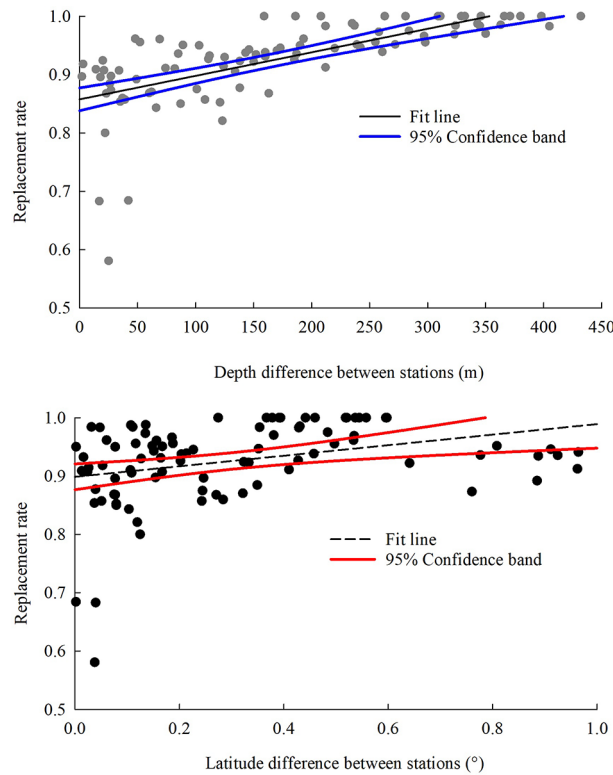 1.0
0.9
0.8
0.7
0.6
0.5
Replacement rate
Fit line
95% Confidence band
0 50 100 150 200 250 300 350 400 450
Depth difference between stations (m)
1.0
0.9
0.8
0.7
0.6
0.5
Replacement rate
Fit line
95% Confidence band
0.0 0.2 0.4 0.6 0.8 1.0
Latitude difference between stations (°)